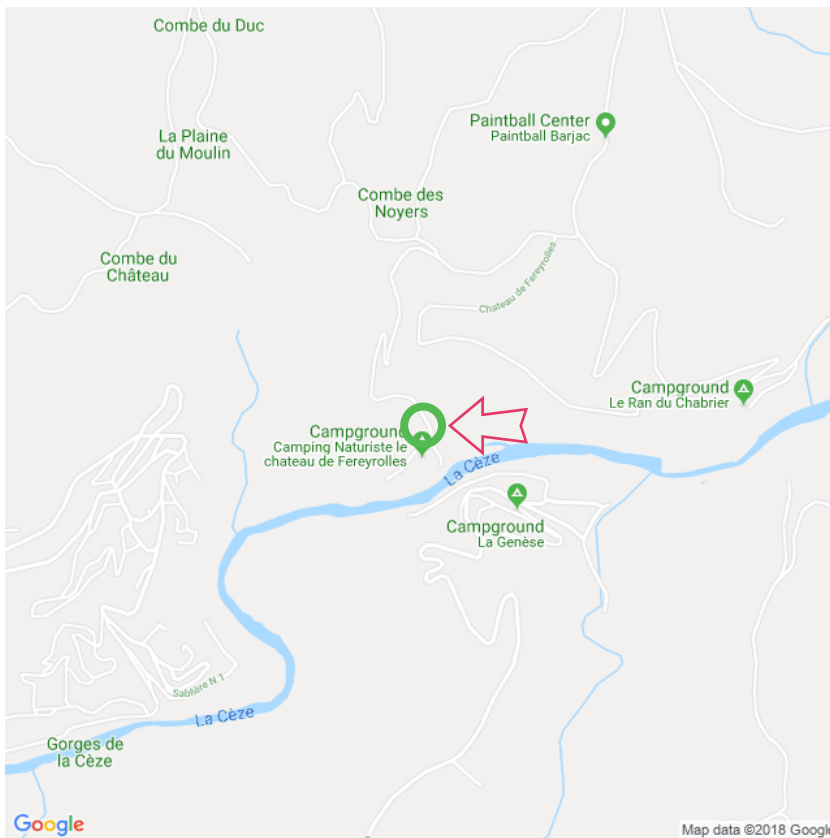 Combe du Duc
Paintball Center
Paintball Barjac
La Plaine
du Moulin
Combe des
Noyers
Combe du
Château
Chateau de Fereyrolles
Campground
Le Ran du Chabrier
Campground
Camping Naturiste le
chateau de Fereyrolles
La Cèze
Campground
La Genèse
Sablière N 1
La Cèze
Gorges de
la Cèze
Google
Map data ©2018 Google